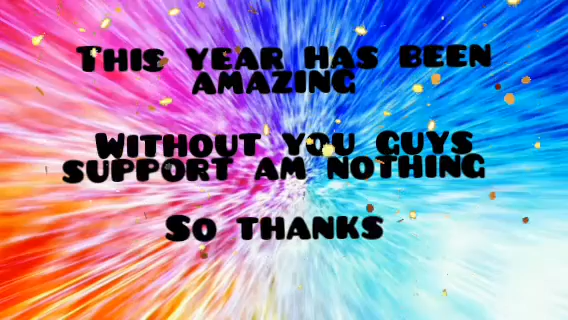 This year has been
amazing
Without you guys
support am nothing
So thanks